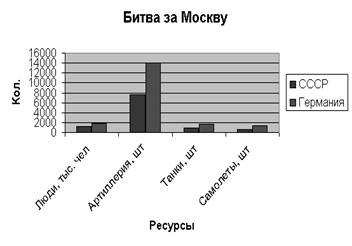 Битва за Москву
Кол.
16000
14000
12000
10000
8000
6000
4000
2000
0
Люди, тыс. чел
Артиллерия, шт
Танки, шт
Самолеты, шт
Ресурсы
СССР
Германия